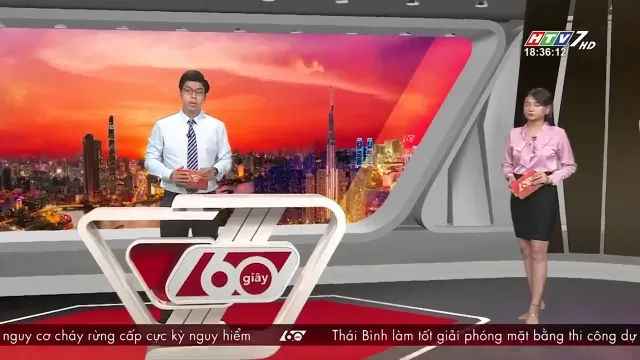 HTV7 HD
18:36:12
60 giây
nguy cơ cháy rừng cấp cực kỳ nguy hiểm 60 Thái Bình làm tốt giải phóng mặt bằng thi công dự